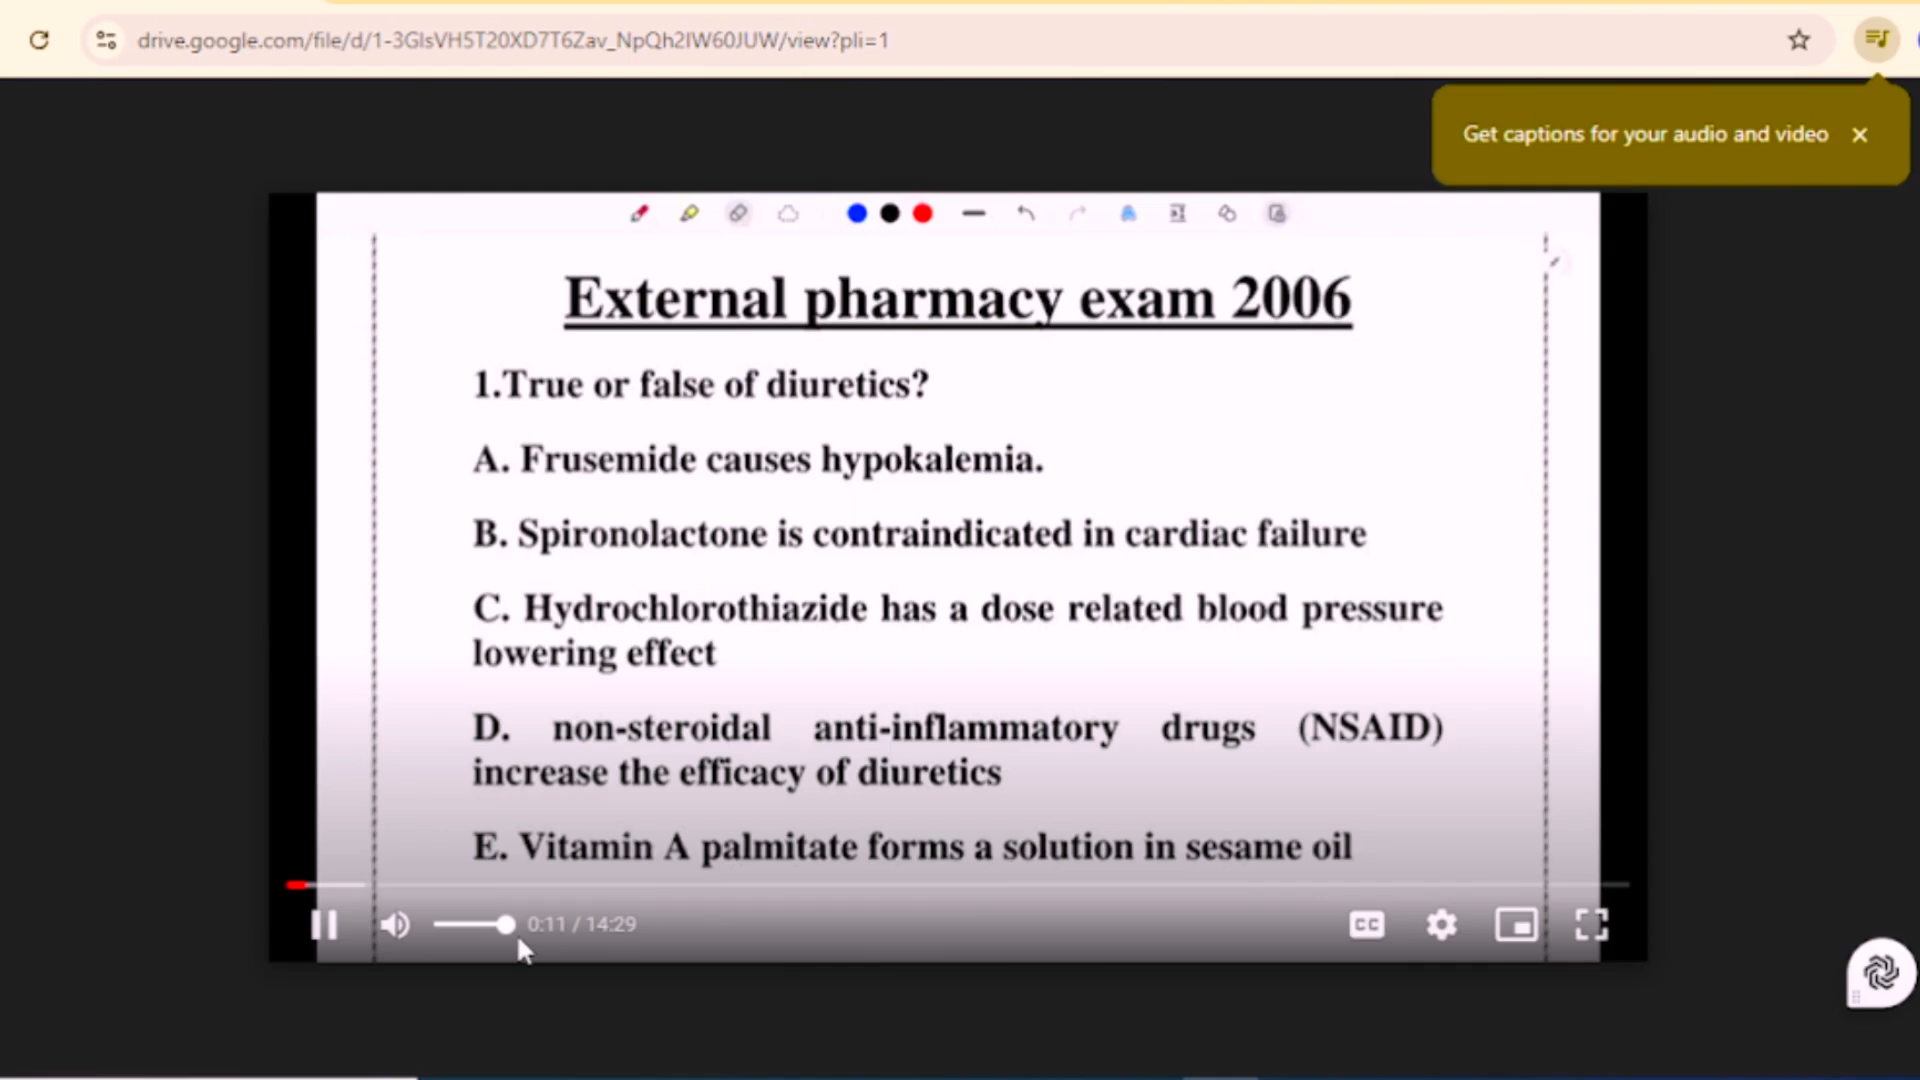 drive.google.com/file/d/1-3GlsVH5T20XD7T6Zav_NpQh2IW60JUW/view?pli=1
Get captions for your audio and video
External pharmacy exam 2006
1.True or false of diuretics?
A. Frusemide causes hypokalemia.
B. Spironolactone is contraindicated in cardiac failure
C. Hydrochlorothiazide has a dose related blood pressure
lowering effect
D. non-steroidal anti-inflammatory drugs (NSAID)
increase the efficacy of diuretics
E. Vitamin A palmitate forms a solution in sesame oil
0:11 / 14:29
CC